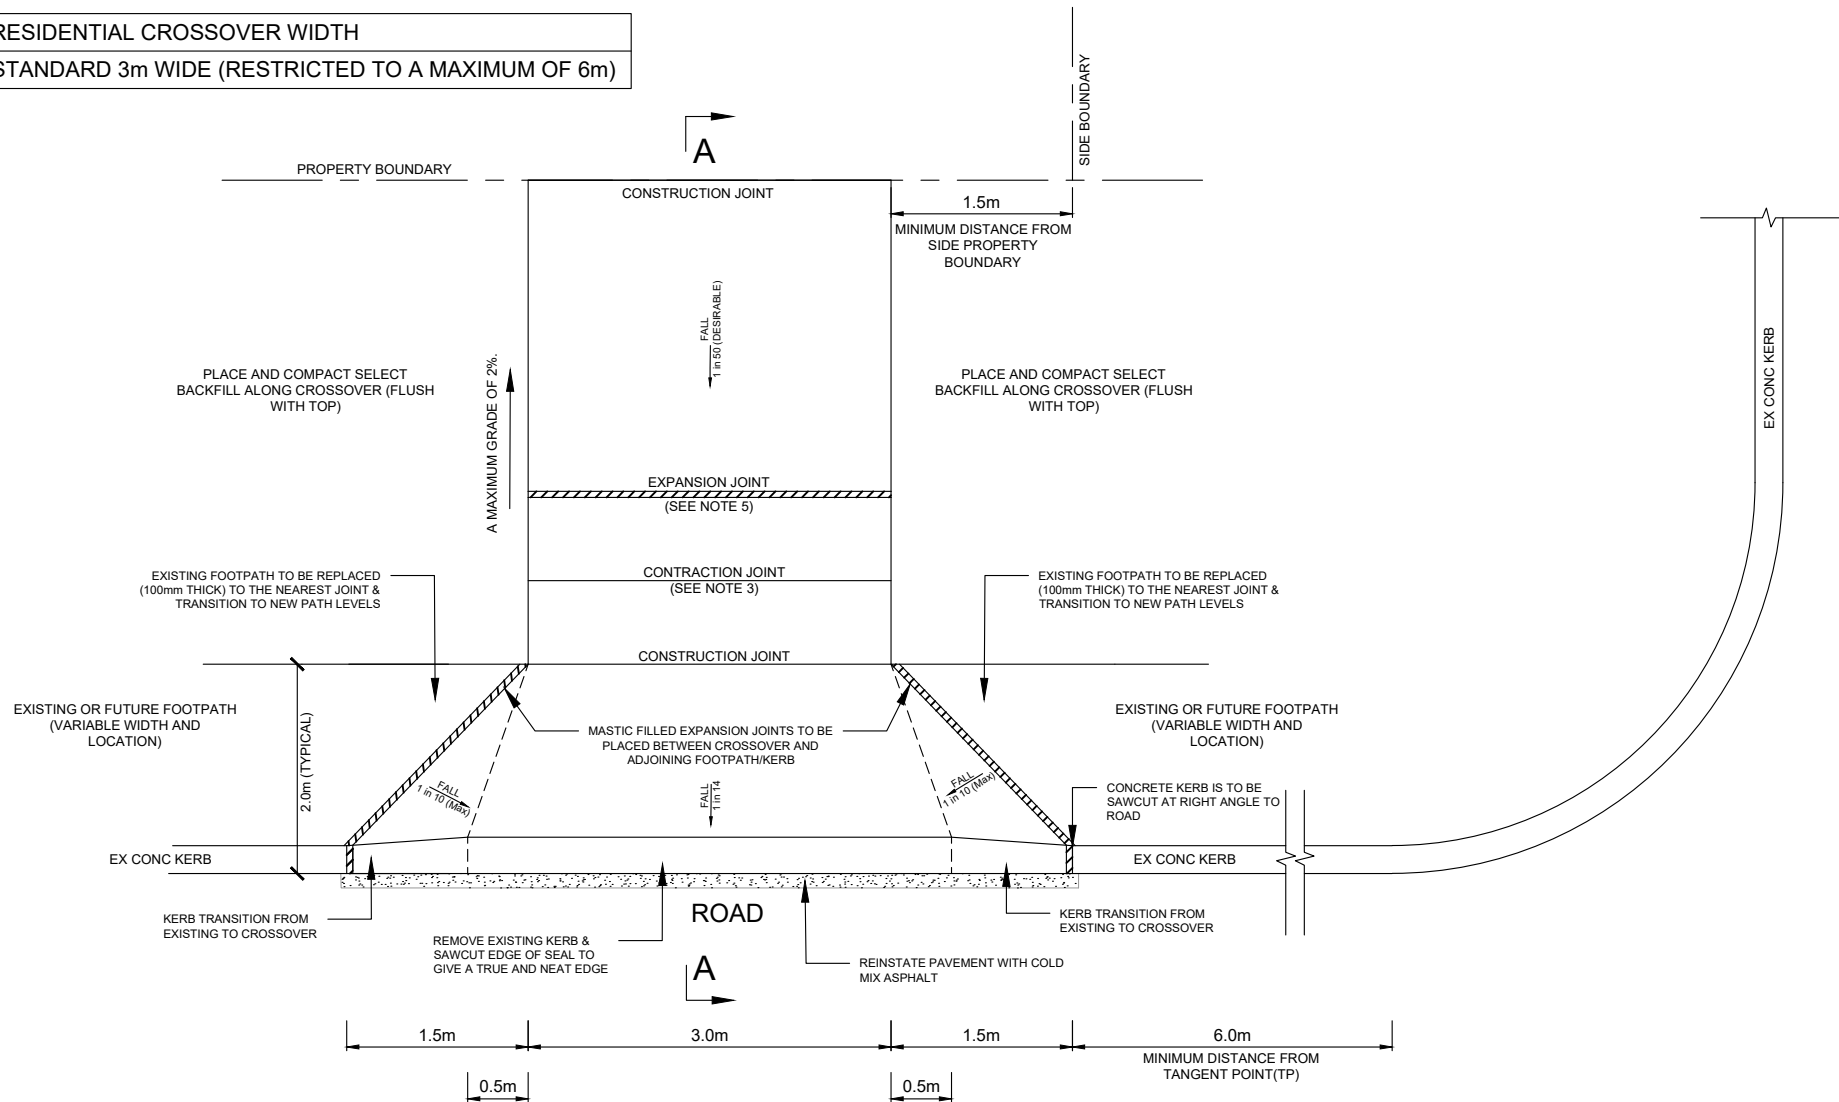 RESIDENTIAL CROSSOVER WIDTH
STANDARD 3m WIDE (RESTRICTED TO A MAXIMUM OF 6m)
SIDE BOUNDARY
A
PROPERTY BOUNDARY
CONSTRUCTION JOINT
1.5m
MINIMUM DISTANCE FROM
SIDE PROPERTY
BOUNDARY
FALL
1 in 50 (DESIRABLE)
A MAXIMUM GRADE OF 2%.
PLACE AND COMPACT SELECT
BACKFILL ALONG CROSSOVER (FLUSH
WITH TOP)
PLACE AND COMPACT SELECT
BACKFILL ALONG CROSSOVER (FLUSH
WITH TOP)
EX CONC KERB
EXPANSION JOINT
(SEE NOTE 5)
EXISTING FOOTPATH TO BE REPLACED
(100mm THICK) TO THE NEAREST JOINT &
TRANSITION TO NEW PATH LEVELS
CONTRACTION JOINT
(SEE NOTE 3)
EXISTING FOOTPATH TO BE REPLACED
(100mm THICK) TO THE NEAREST JOINT &
TRANSITION TO NEW PATH LEVELS
CONSTRUCTION JOINT
EXISTING OR FUTURE FOOTPATH
(VARIABLE WIDTH AND
LOCATION)
2.0m (TYPICAL)
MASTIC FILLED EXPANSION JOINTS TO BE
PLACED BETWEEN CROSSOVER AND
ADJOINING FOOTPATH/KERB
EXISTING OR FUTURE FOOTPATH
(VARIABLE WIDTH AND
LOCATION)
FALL
1 in 10 (Max)
FALL
1 in 14
FALL
1 in 10 (Max)
CONCRETE KERB IS TO BE
SAWCUT AT RIGHT ANGLE TO
ROAD
EX CONC KERB
EX CONC KERB
KERB TRANSITION FROM
EXISTING TO CROSSOVER
ROAD
KERB TRANSITION FROM
EXISTING TO CROSSOVER
REMOVE EXISTING KERB &
SAWCUT EDGE OF SEAL TO
GIVE A TRUE AND NEAT EDGE
A
REINSTATE PAVEMENT WITH COLD
MIX ASPHALT
1.5m
3.0m
1.5m
6.0m
MINIMUM DISTANCE FROM
TANGENT POINT(TP)
0.5m
0.5m